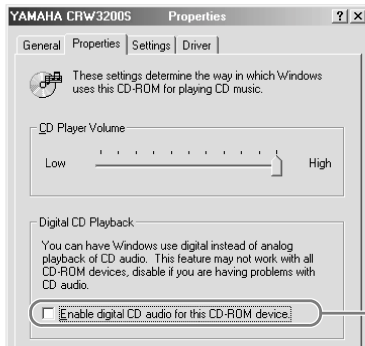 YAMAHA CRW3200S Properties ? x
General Properties Settings Driver
These settings determine the way in which Windows
uses this CD-ROM for playing CD music.
CD Player Volume
Low High
Digital CD Playback
You can have Windows use digital instead of analog
playback of CD audio. This feature may not work with all
CD-ROM devices, disable if you are having problems with
CD audio.
Enable digital CD audio for this CD-ROM device.